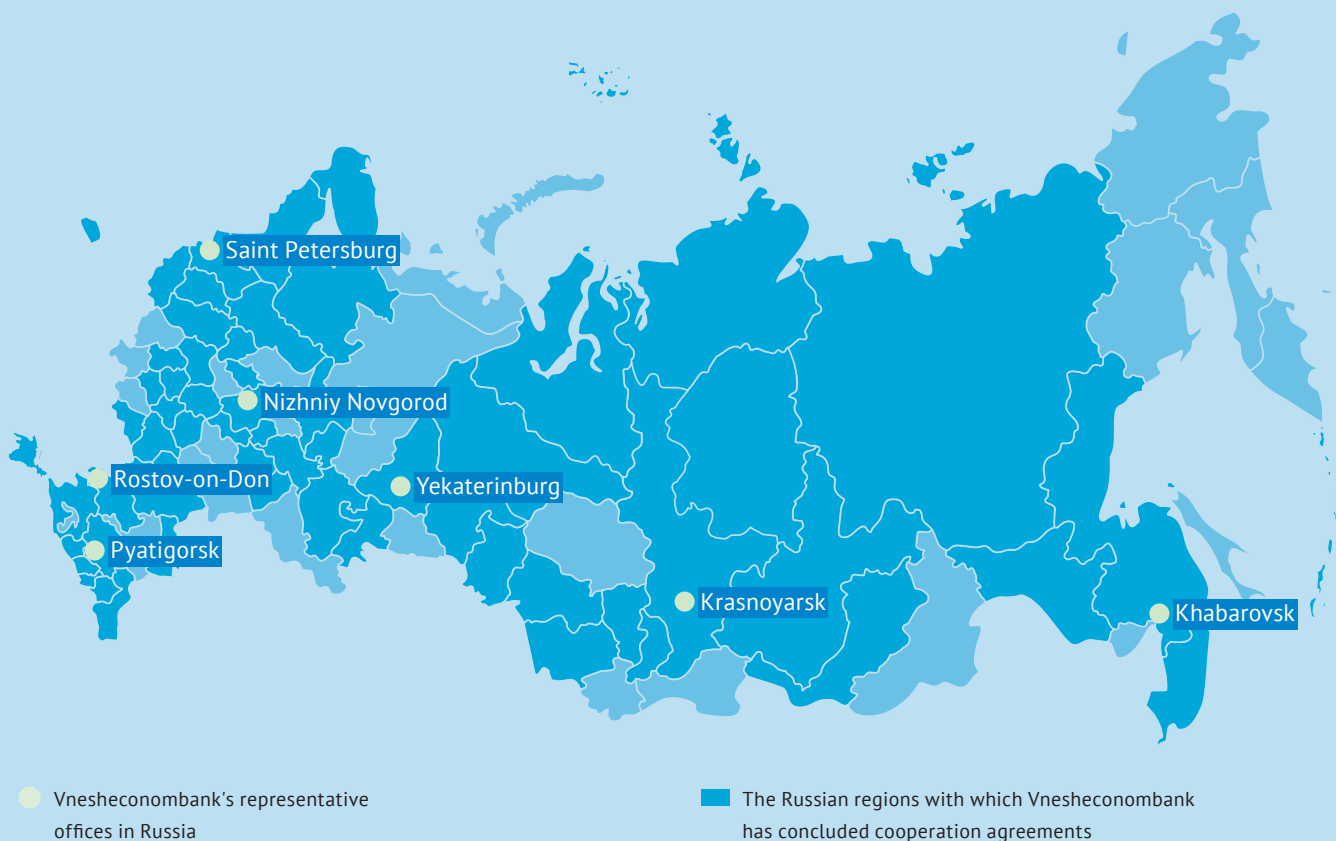 Saint Petersburg
Nizhniy Novgorod
Rostov-on-Don
Yekaterinburg
Pyatigorsk
Krasnoyarsk
Khabarovsk
Vnesheconombank's representative
offices in Russia
The Russian regions with which Vnesheconombank
has concluded cooperation agreements